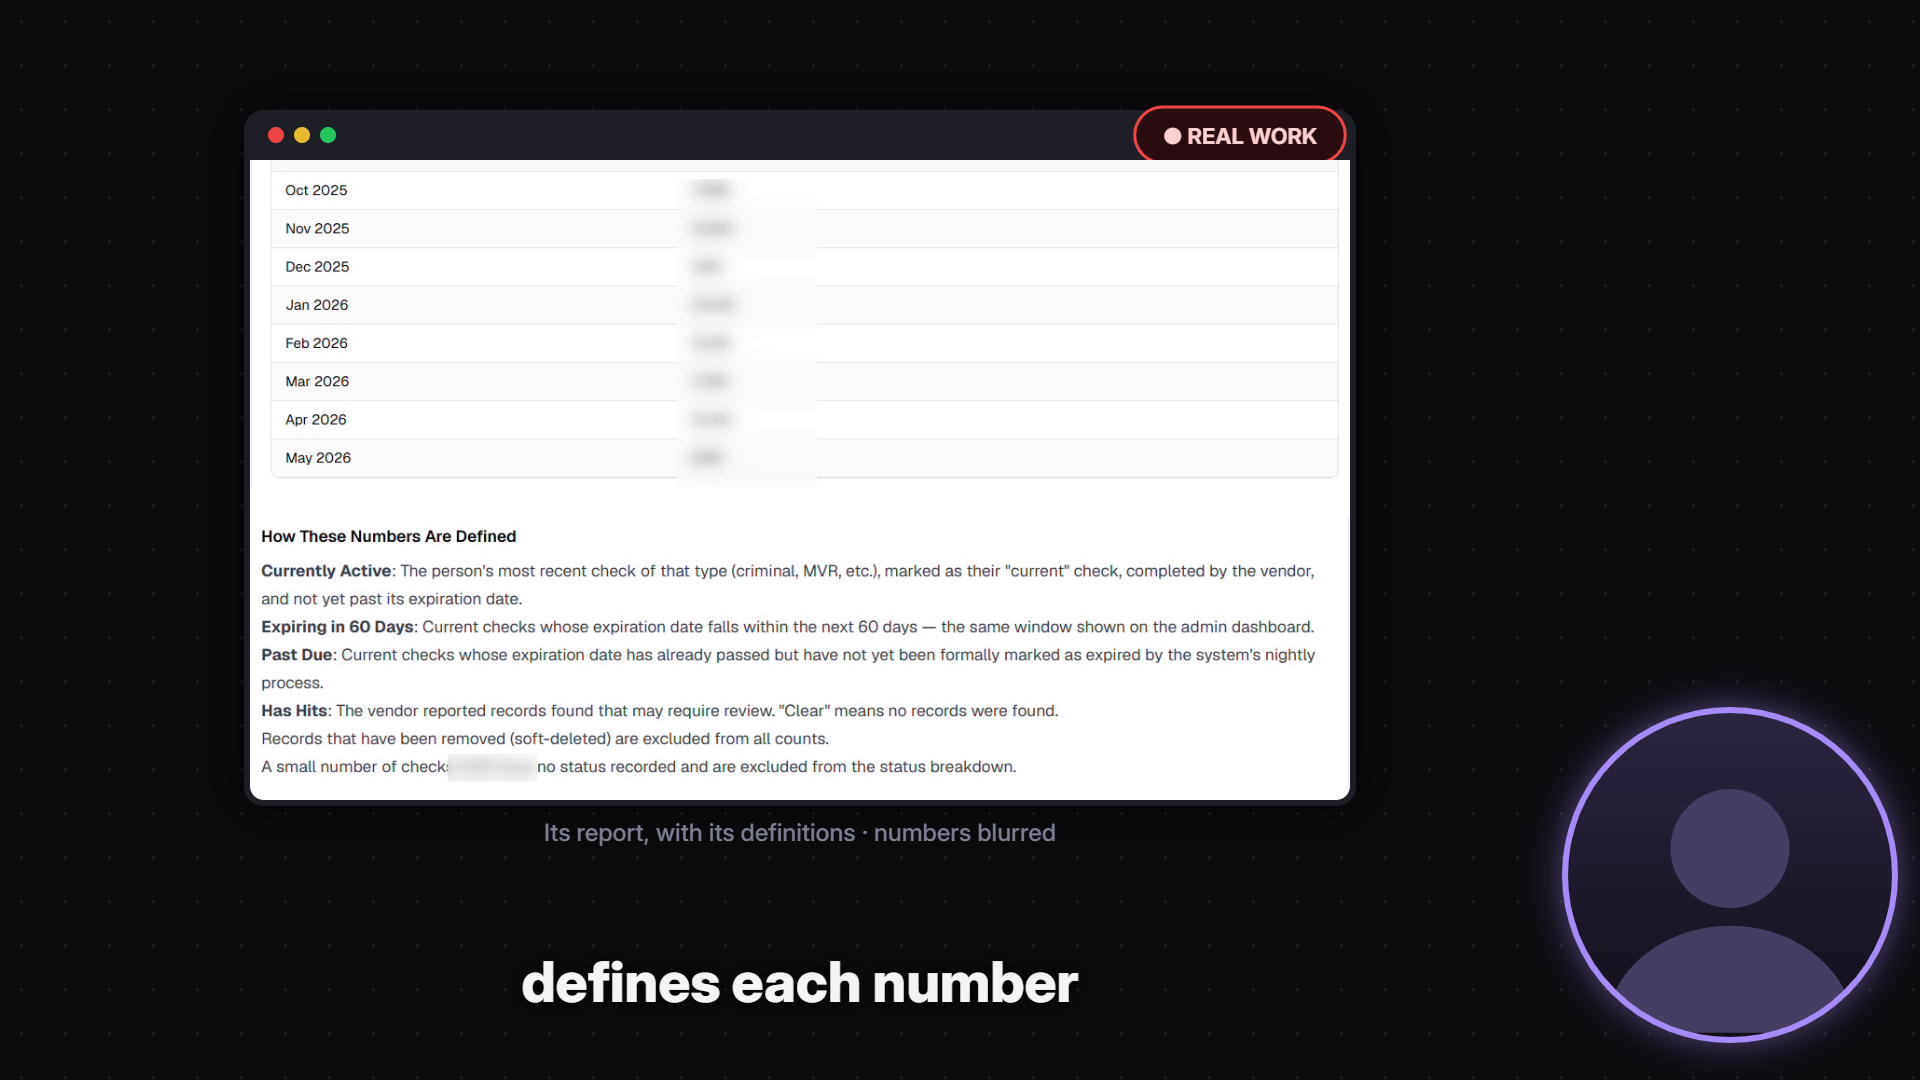 REAL WORK
Oct 2025
Nov 2025
Dec 2025
Jan 2026
Feb 2026
Mar 2026
Apr 2026
May 2026
How These Numbers Are Defined
Currently Active: The person's most recent check of that type (criminal, MVR, etc.), marked as their "current" check, completed by the vendor,
and not yet past its expiration date.
Expiring in 60 Days: Current checks whose expiration date falls within the next 60 days — the same window shown on the admin dashboard.
Past Due: Current checks whose expiration date has already passed but have not yet been formally marked as expired by the system's nightly
process.
Has Hits: The vendor reported records found that may require review. "Clear" means no records were found.
Records that have been removed (soft-deleted) are excluded from all counts.
A small number of checks no status recorded and are excluded from the status breakdown.
Its report, with its definitions · numbers blurred
defines each number